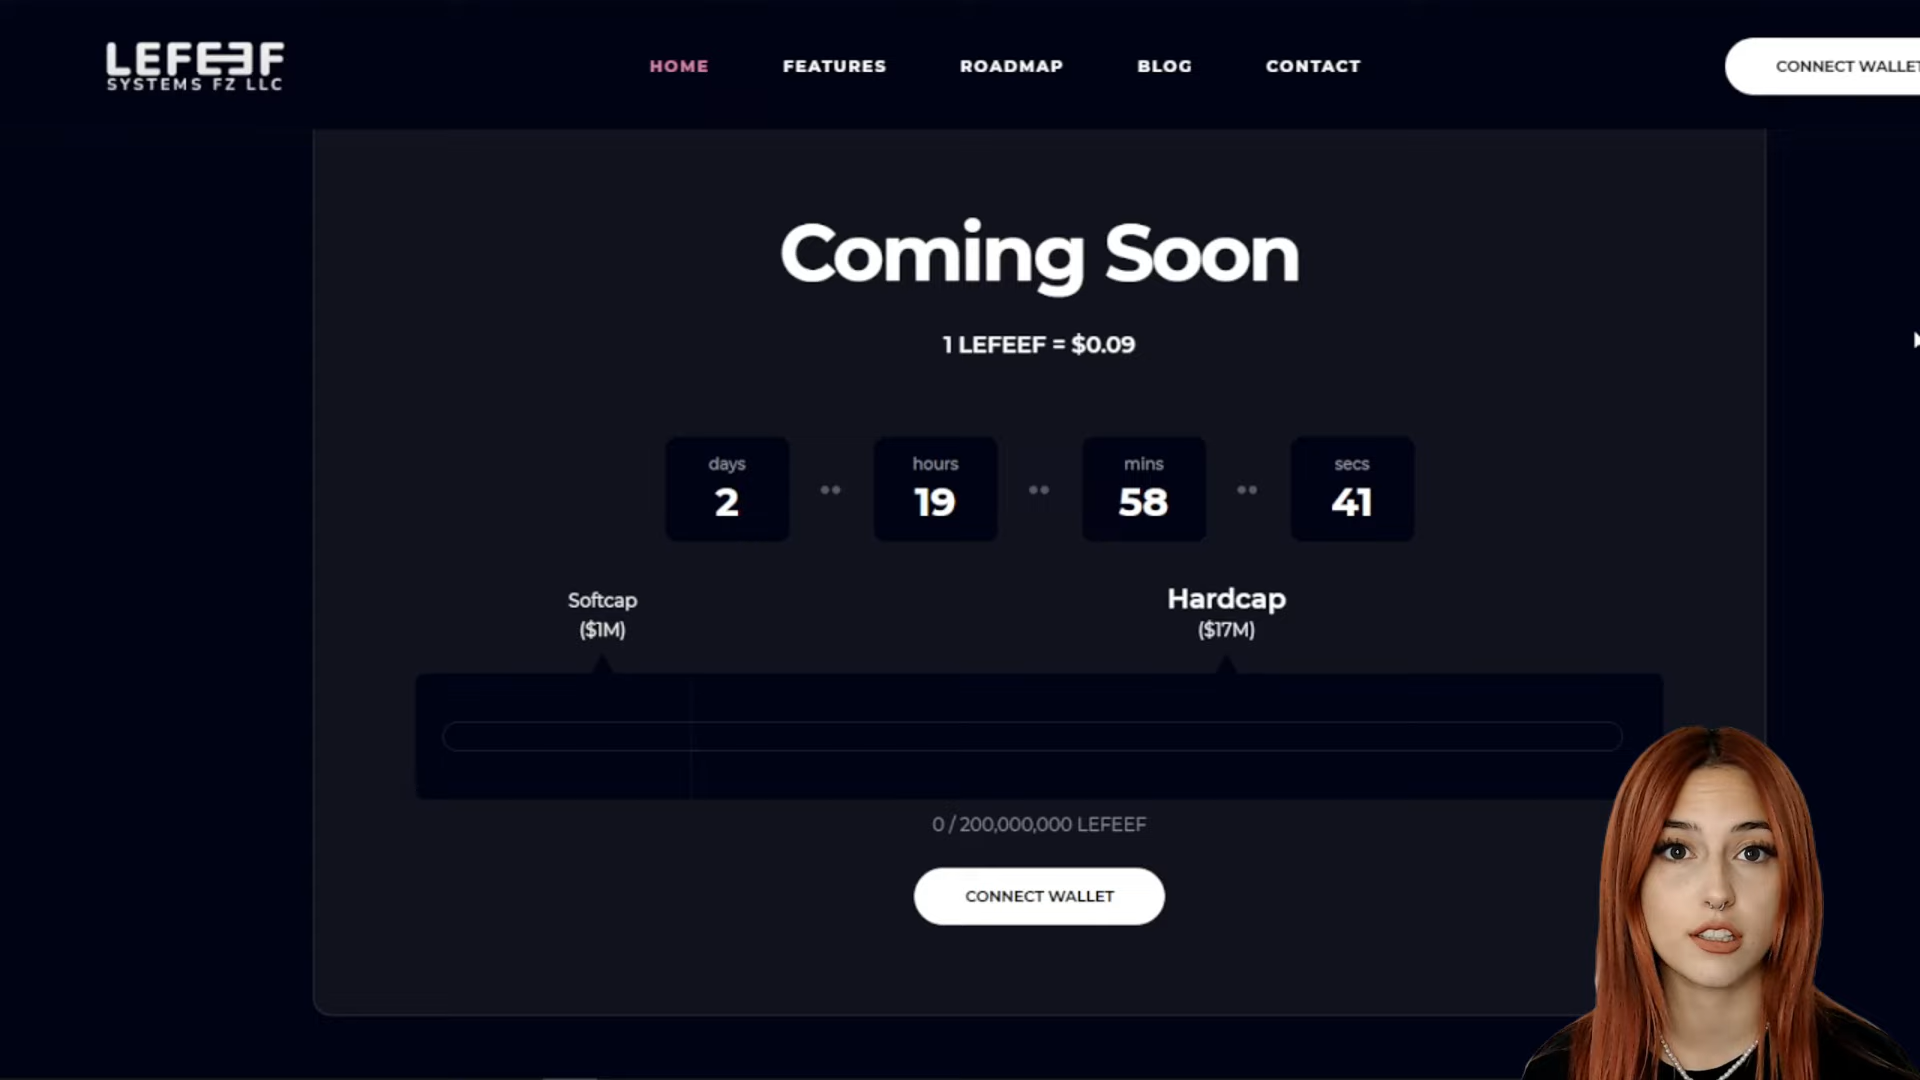 LEFEEF
SYSTEMS FZ LLC
HOME
FEATURES
ROADMAP
BLOG
CONTACT
CONNECT WALLET
Coming Soon
1 LEFEEF = $0.09
days
hours
mins
secs
2
19
58
41
Softcap
($1M)
Hardcap
($17M)
0 / 200,000,000 LEFEEF
CONNECT WALLET